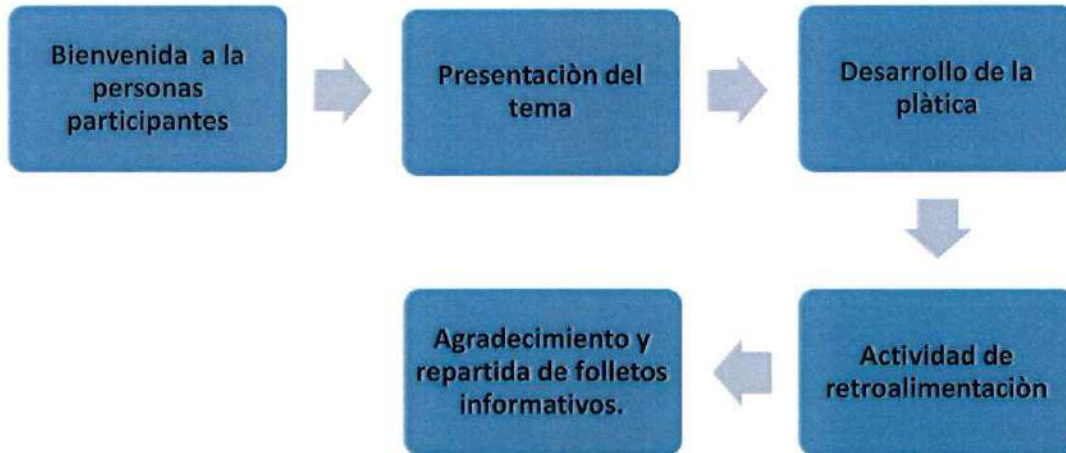 Bienvenida a la
personas
participantes
Presentaciòn del
tema
Desarrollo de la
plàtica
Actividad de
retroalimentaciòn
Agradecimiento y
repartida de folletos
informativos.